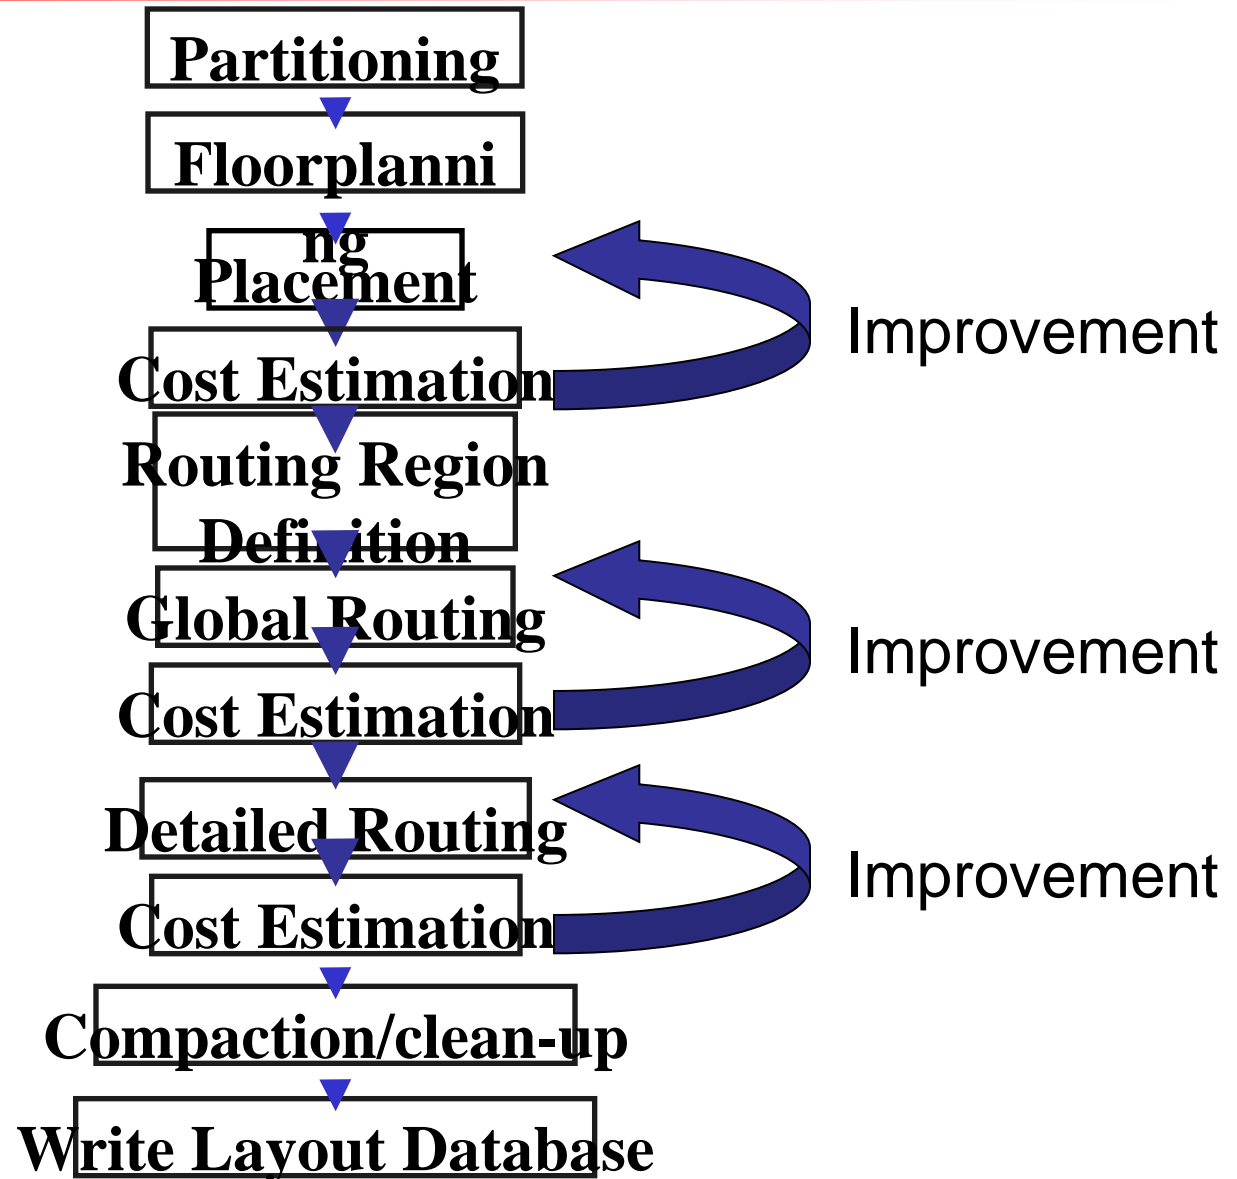 Partitioning
Floorplanni
ng
Placement
Improvement
Cost Estimation
Routing Region
Definition
Global Routing
Improvement
Cost Estimation
Detailed Routing
Improvement
Cost Estimation
Compaction/clean-up
Write Layout Database